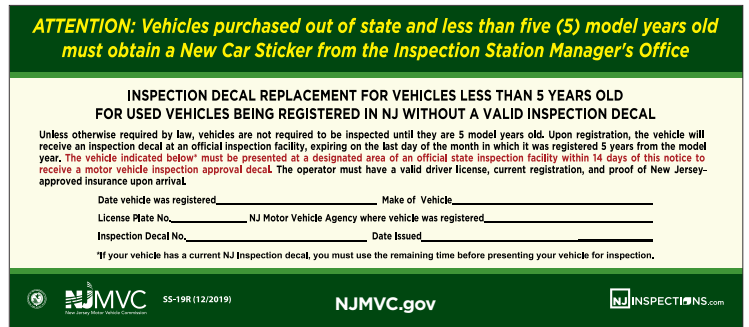 ATTENTION: Vehicles purchased out of state and less than five (5) model years old
must obtain a New Car Sticker from the Inspection Station Manager's Office
INSPECTION DECAL REPLACEMENT FOR VEHICLES LESS THAN 5 YEARS OLD
FOR USED VEHICLES BEING REGISTERED IN NJ WITHOUT A VALID INSPECTION DECAL
Unless otherwise required by law, vehicles are not required to be inspected until they are 5 model years old. Upon registration, the vehicle will
receive an inspection decal at an official inspection facility, expiring on the last day of the month in which it was registered 5 years from the model
year. The vehicle indicated below* must be presented at a designated area of an official state inspection facility within 14 days of this notice to
receive a motor vehicle inspection approval decal. The operator must have a valid driver license, current registration, and proof of New Jersey–
approved insurance upon arrival.
Date vehicle was registered Make of Vehicle
License Plate No. NJ Motor Vehicle Agency where vehicle was registered
Inspection Decal No. Date Issued
*If your vehicle has a current NJ Inspection decal, you must use the remaining time before presenting your vehicle for inspection.
NJMVC
New Jersey Motor Vehicle Commission
SS-19R (12/2019)
NJMVC.gov
NJINSPECTIONS.com